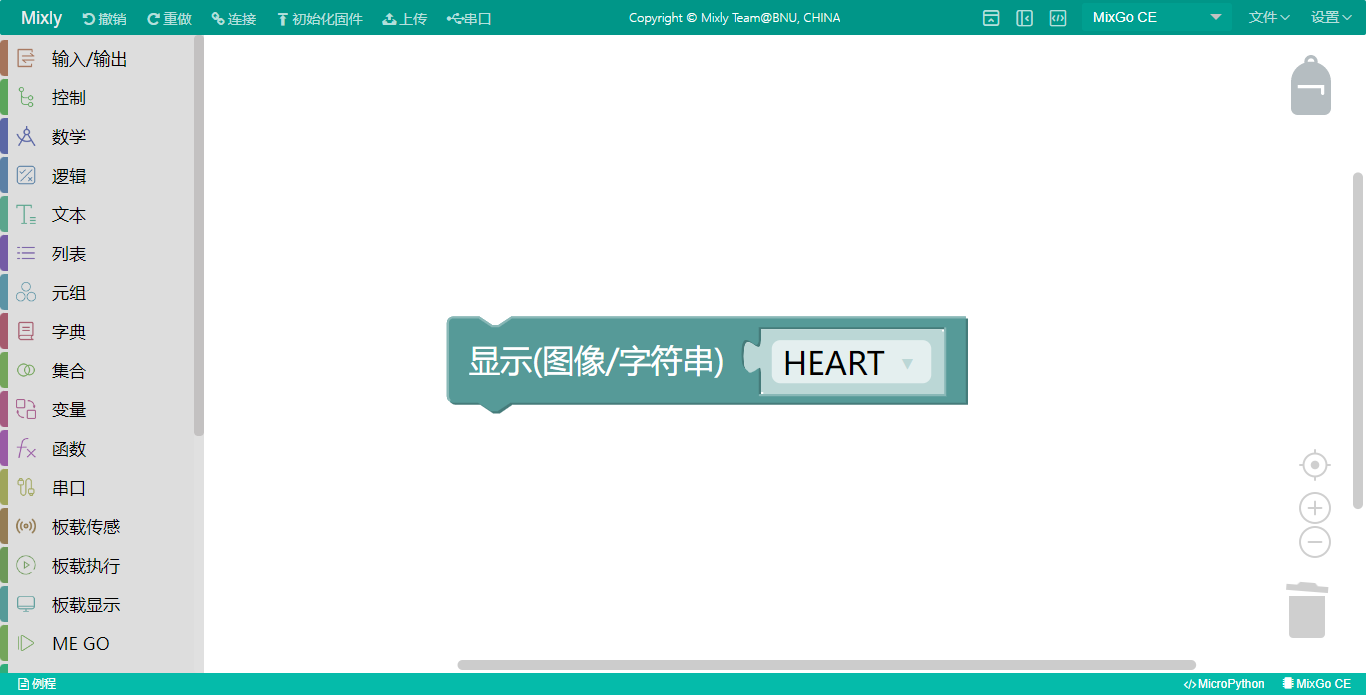 Mixly 撤销 重做 连接 初始化固件 上传 串口 Copyright © Mixly Team@BNU, CHINA MixGo CE 文件 设置
输入/输出
控制
数学
逻辑
文本
列表
元组
字典
集合
变量
函数
串口
板载传感
板载执行
板载显示
ME GO
显示(图像/字符串) HEART
例程 MicroPython MixGo CE